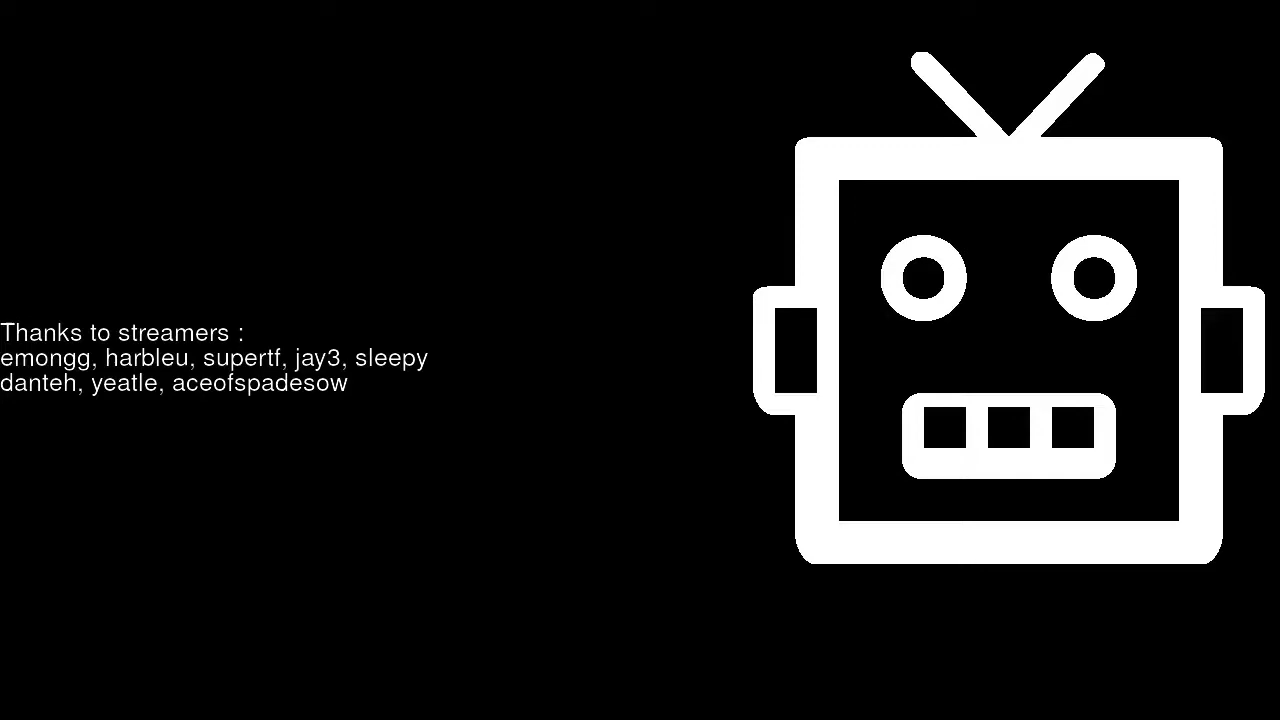 Thanks to streamers :
emongg, harbleu, supertf, jay3, sleepy
danteh, yeatle, aceofspadesow